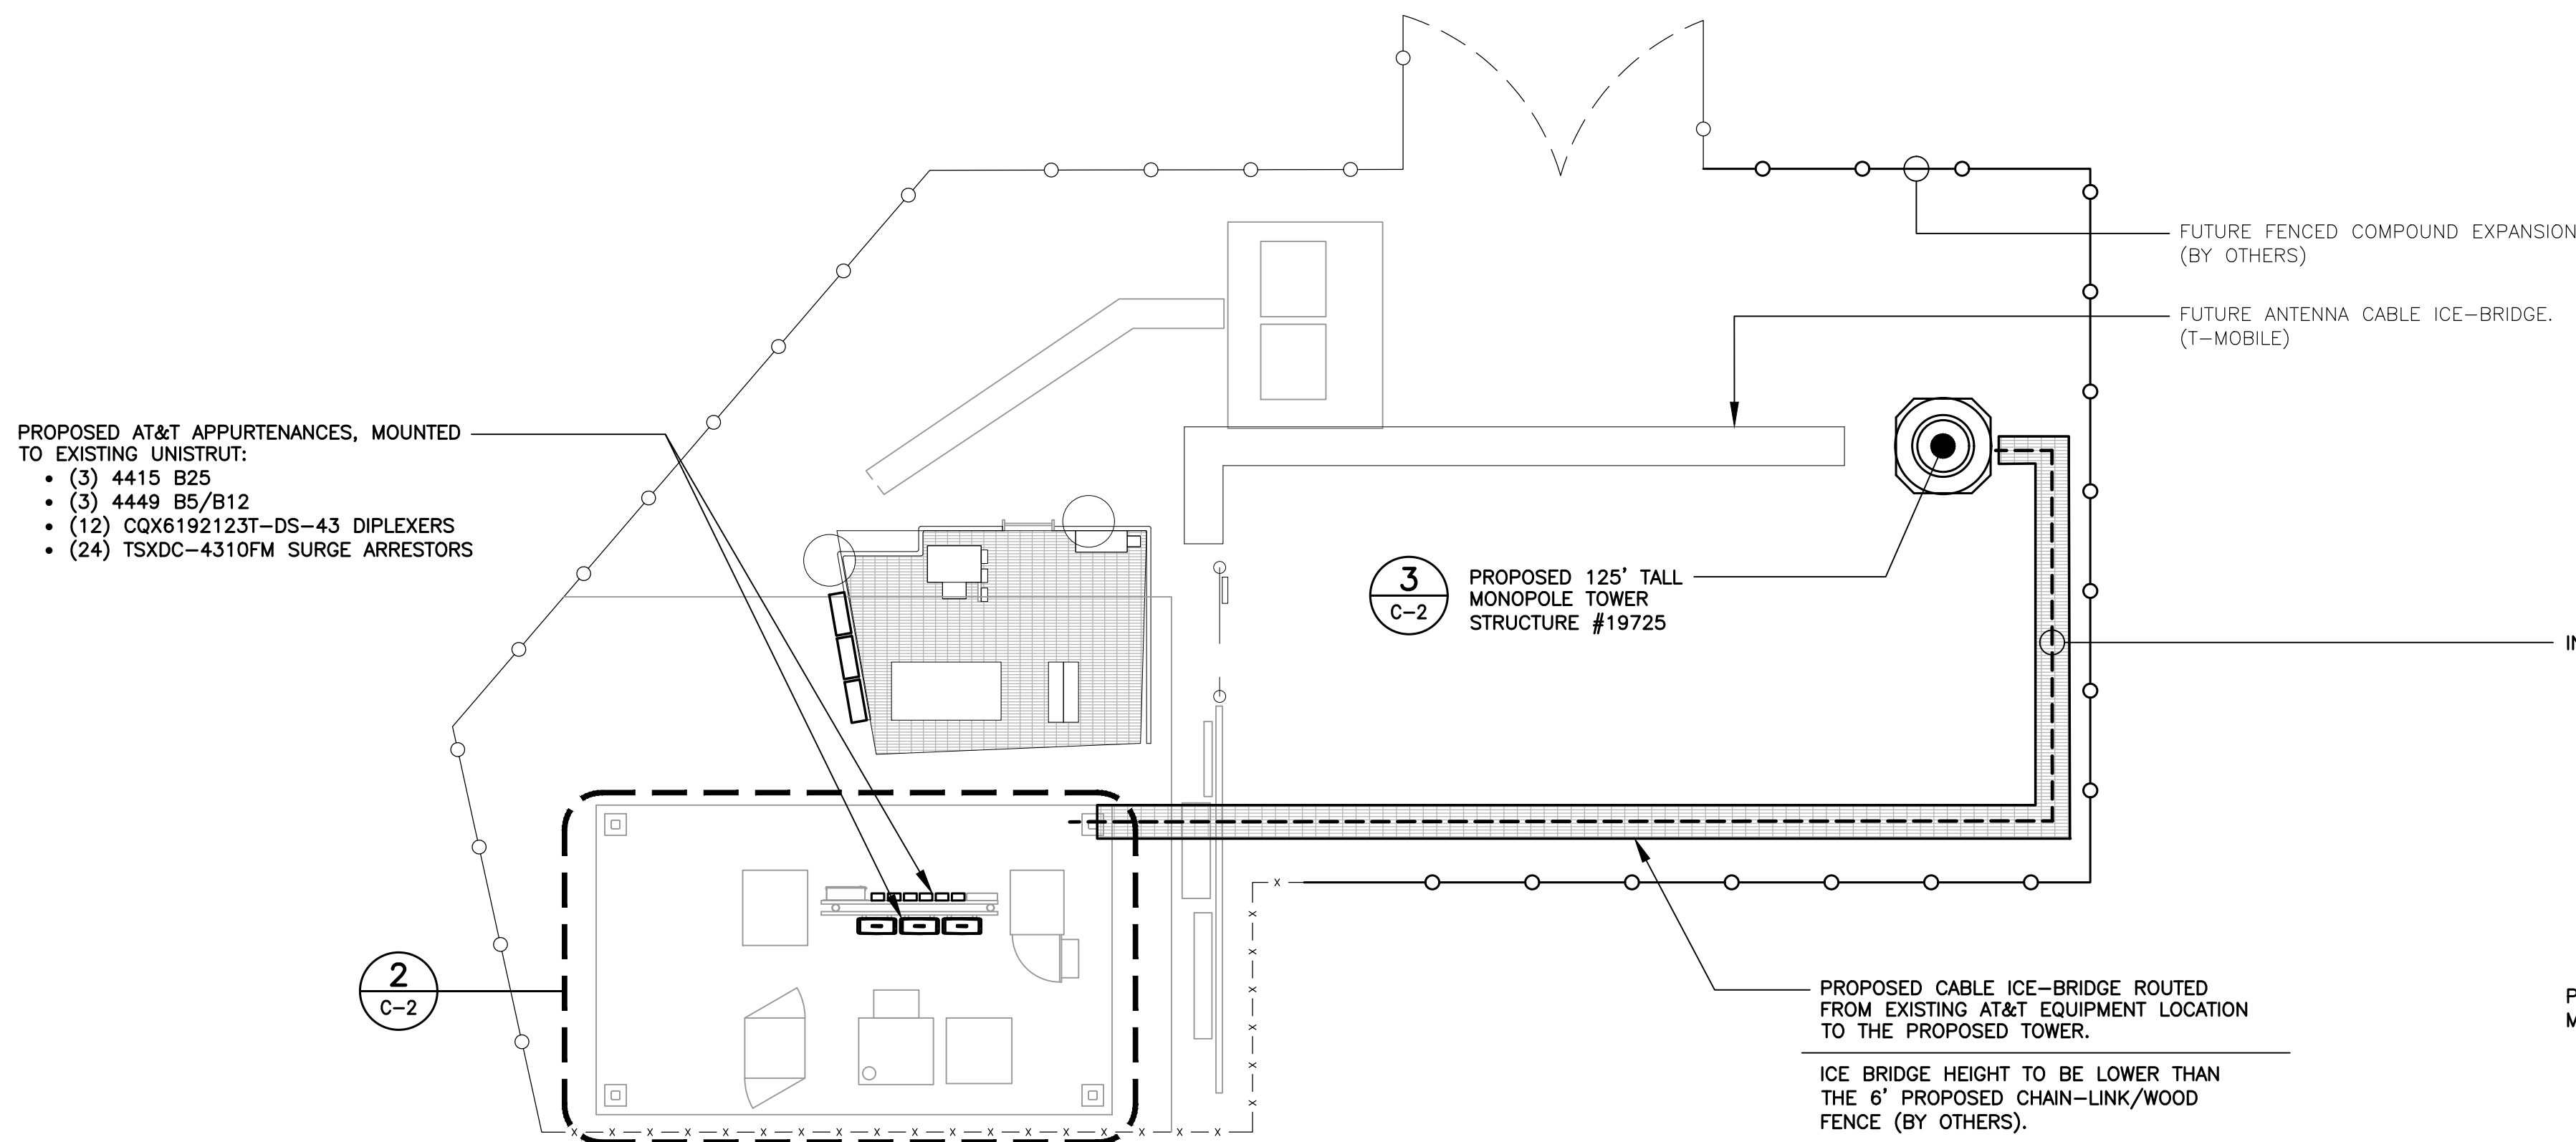 FUTURE FENCED COMPOUND EXPANSION
(BY OTHERS)
FUTURE ANTENNA CABLE ICE-BRIDGE.
(T-MOBILE)
PROPOSED AT&T APPURTENANCES, MOUNTED
TO EXISTING UNISTRUT:
• (3) 4415 B25
• (3) 4449 B5/B12
• (12) CQX6192123T-DS-43 DIPLEXERS
• (24) TSXDC-4310FM SURGE ARRESTORS
3
C-2
PROPOSED 125' TALL
MONOPOLE TOWER
STRUCTURE #19725
2
C-2
PROPOSED CABLE ICE-BRIDGE ROUTED
FROM EXISTING AT&T EQUIPMENT LOCATION
TO THE PROPOSED TOWER.
ICE BRIDGE HEIGHT TO BE LOWER THAN
THE 6' PROPOSED CHAIN-LINK/WOOD
FENCE (BY OTHERS).